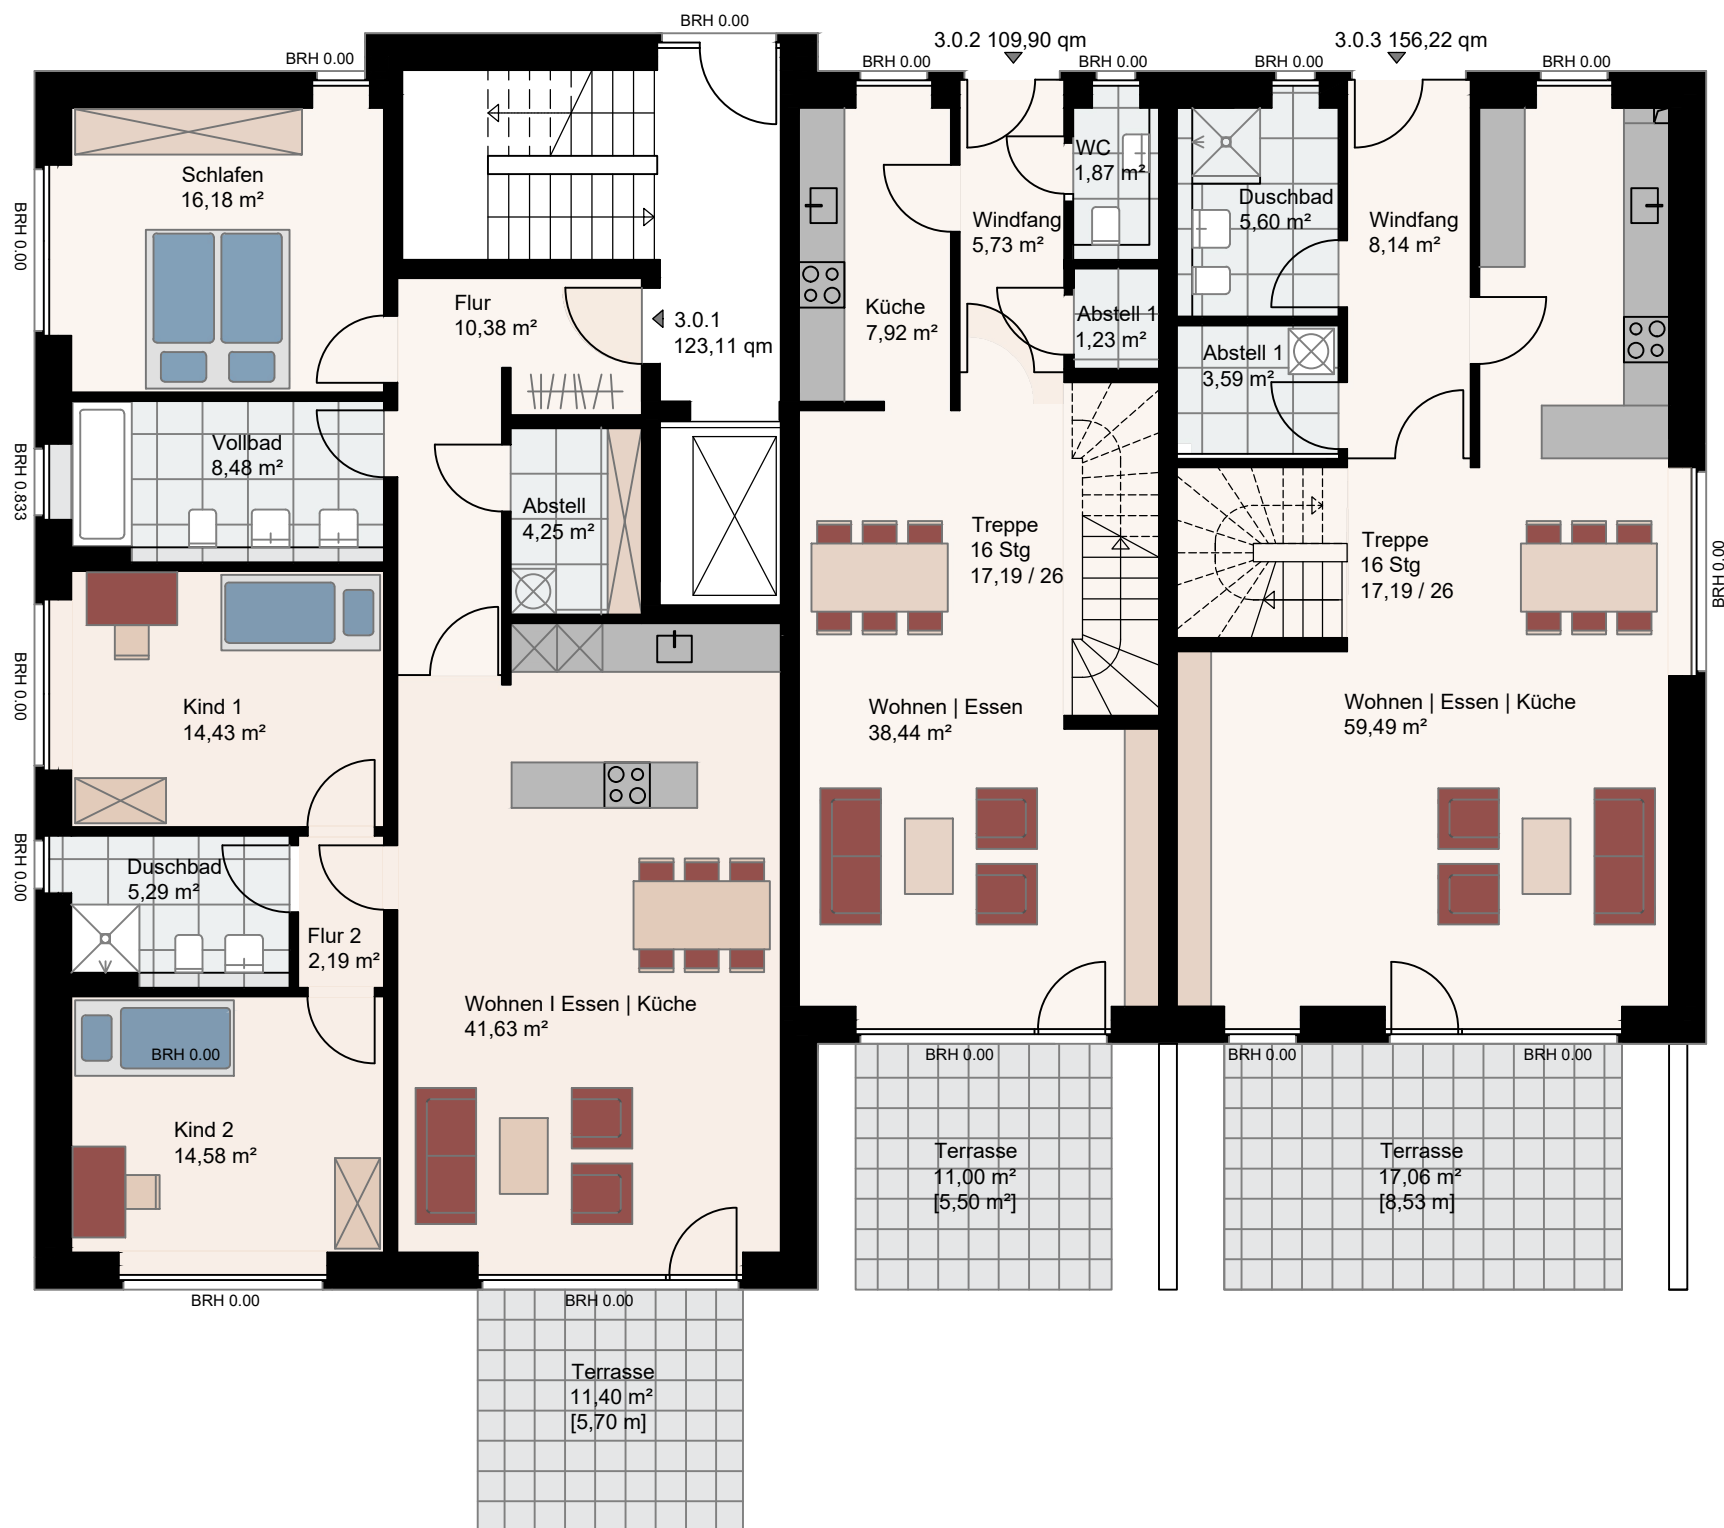 BRH 0.00
3.0.2 109,90 qm
3.0.3 156,22 qm
BRH 0.00
BRH 0.00
BRH 0.00
BRH 0.00
BRH 0.00
Schlafen
16,18 m²
BRH 0.00
Flur
10,38 m²
3.0.1
123,11 qm
Küche
7,92 m²
Windfang
5,73 m²
WC
1,87 m²
Abstell 1
1,23 m²
Duschbad
5,60 m²
Windfang
8,14 m²
Abstell 1
3,59 m²
Vollbad
8,48 m²
BRH 0.833
Abstell
4,25 m²
Treppe
16 Stg
17,19 / 26
Treppe
16 Stg
17,19 / 26
BRH 0.00
Kind 1
14,43 m²
BRH 0.00
Wohnen | Essen
38,44 m²
Wohnen | Essen | Küche
59,49 m²
Duschbad
5,29 m²
BRH 0.00
Flur 2
2,19 m²
Wohnen I Essen | Küche
41,63 m²
BRH 0.00
BRH 0.00
BRH 0.00
BRH 0.00
Kind 2
14,58 m²
Terrasse
11,00 m²
[5,50 m²]
Terrasse
17,06 m²
[8,53 m]
BRH 0.00
BRH 0.00
Terrasse
11,40 m²
[5,70 m]